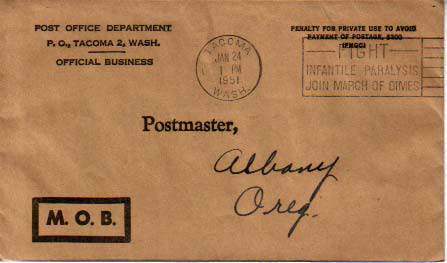 POST OFFICE DEPARTMENT
P. O., TACOMA 2, WASH.
OFFICIAL BUSINESS
TACOMA
JAN 24
1 PM
1951
WASH.
PENALTY FOR PRIVATE USE TO AVOID
PAYMENT OF POSTAGE, $300
(PMGC)
FIGHT
INFANTILE PARALYSIS
JOIN MARCH OF DIMES
Postmaster,
Albany
Oreg.
M. O. B.